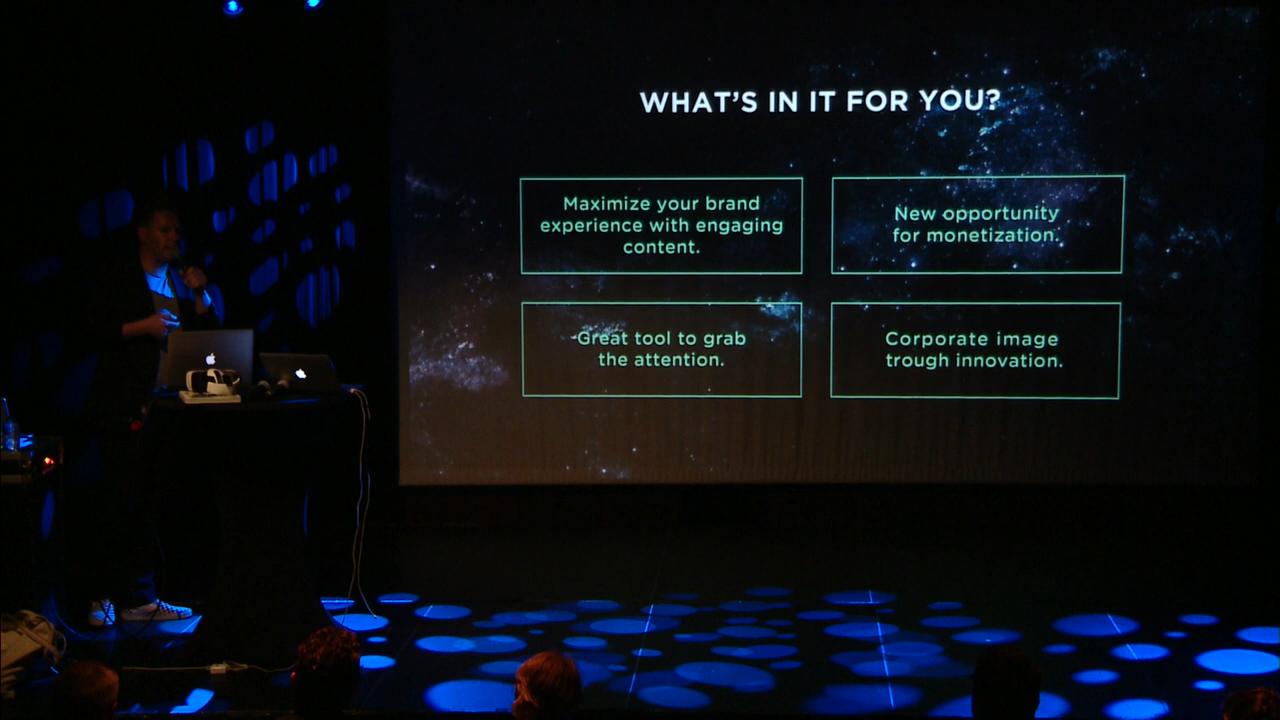 WHAT'S IN IT FOR YOU?
Maximize your brand
experience with engaging
content.
New opportunity
for monetization.
Great tool to grab
the attention.
Corporate image
trough innovation.